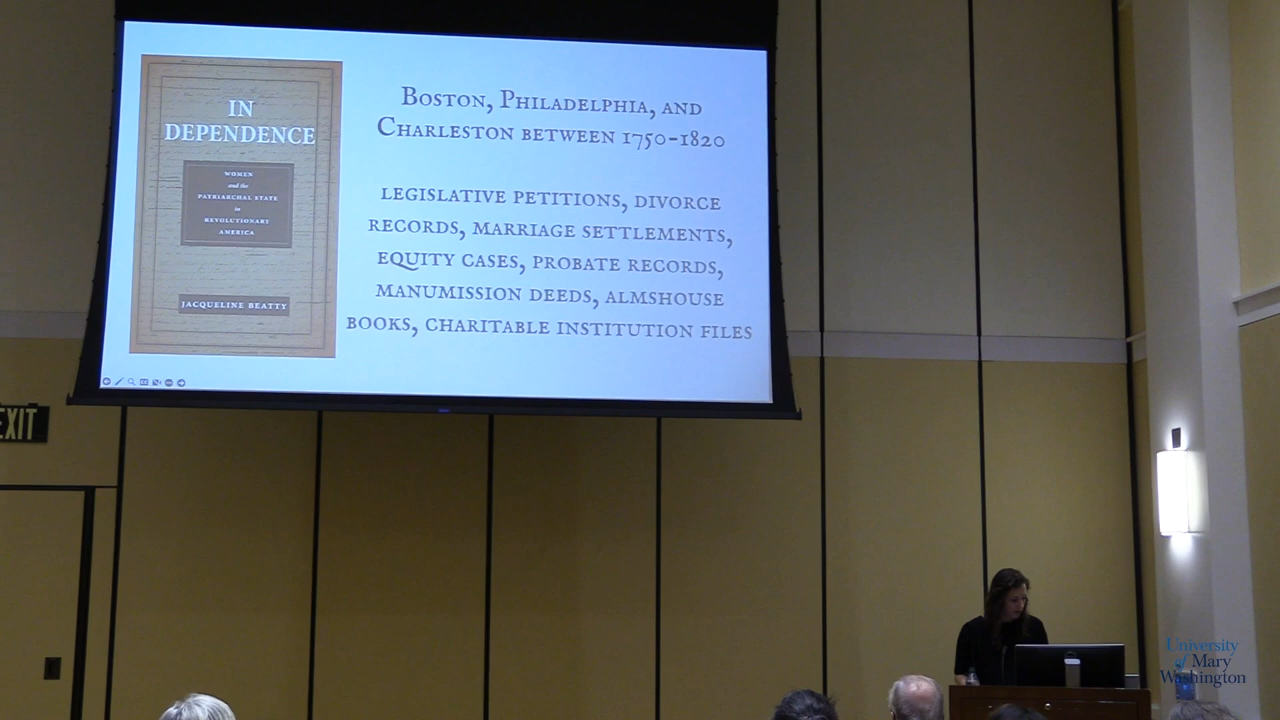 IN
DEPENDENCE
WOMEN
and the
PATRIARCHAL STATE
in
REVOLUTIONARY
AMERICA
JACQUELINE BEATTY
Boston, Philadelphia, and
Charleston between 1750-1820
legislative petitions, divorce
records, marriage settlements,
equity cases, probate records,
manumission deeds, almshouse
books, charitable institution files
EXIT
University
of Mary
Washington